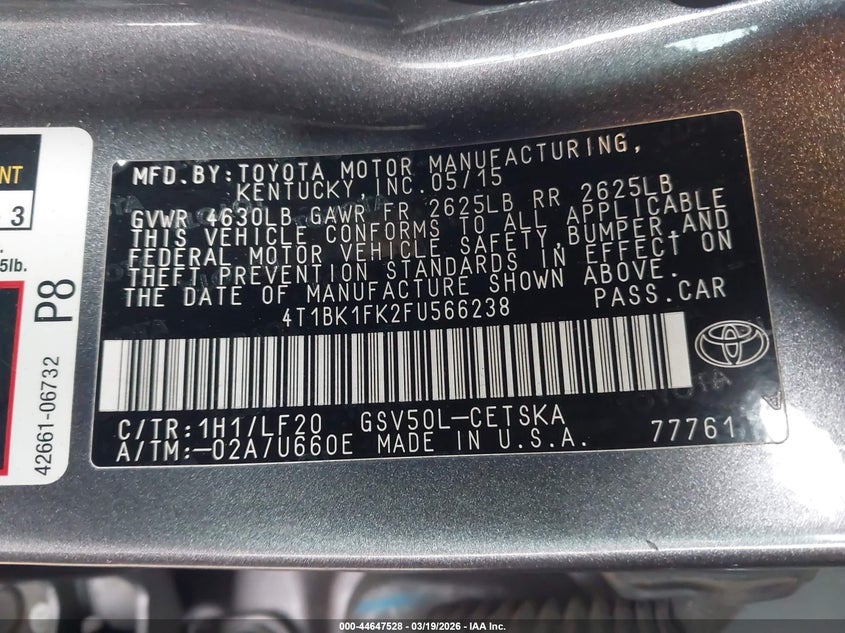 NT
3
5lb.
P8
42661-06732
MFD.BY:TOYOTA MOTOR MANUFACTURING,
KENTUCKY,INC.05/15
GVWR 4630LB GAWR FR 2625LB RR 2625LB
THIS VEHICLE CONFORMS TO ALL APPLICABLE
FEDERAL MOTOR VEHICLE SAFETY,BUMPER,AND
THEFT PREVENTION STANDARDS IN EFFECT ON
THE DATE OF MANUFACTURE SHOWN ABOVE.
4T1BK1FK2FU566238 PASS.CAR
C/TR:1H1/LF20 GSV50L-CETSKA
A/TM:-02A/U660E MADE IN U.S.A. 77761
000-44647528 - 03/19/2026 - IAA Inc.